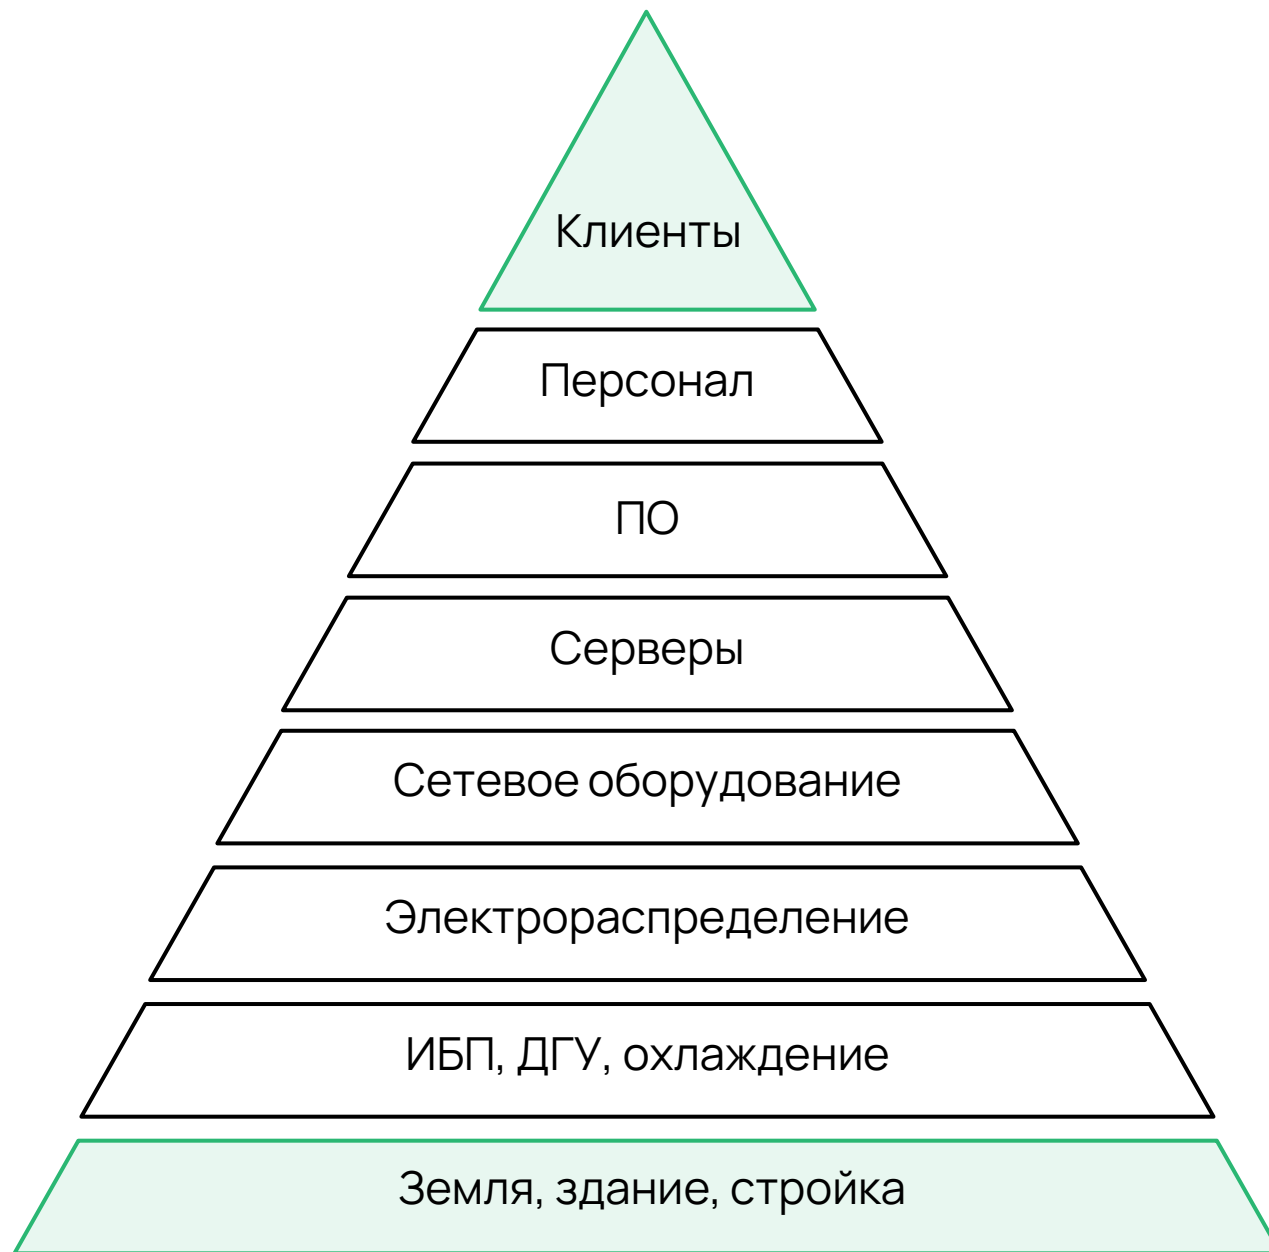 Клиенты
Персонал
ПО
Серверы
Сетевое оборудование
Электрораспределение
ИБП, ДГУ, охлаждение
Земля, здание, стройка